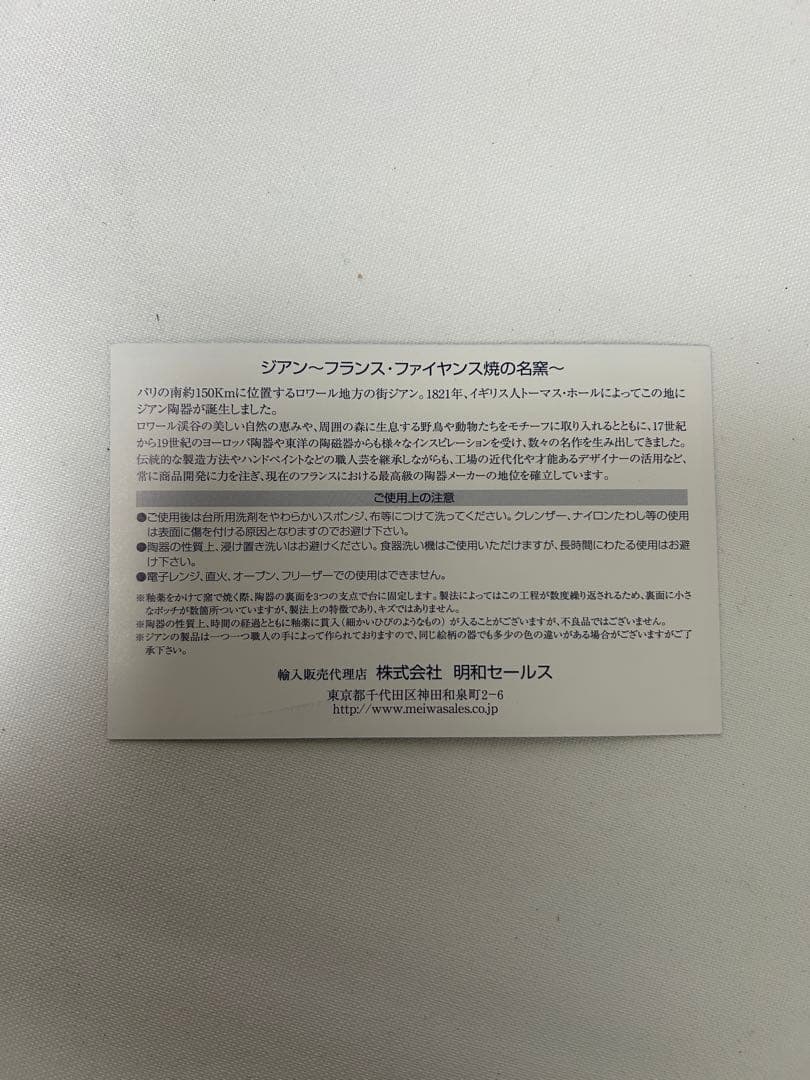 ジアン～フランス・ファイヤンス焼の名窯～
パリの南約150Kmに位置するロワール地方の街ジアン。1821年、イギリス人トーマス・ホールによってこの地に
ジアン陶器が誕生しました。
ロワール渓谷の美しい自然の恵みや、周囲の森に生息する野鳥や動物たちをモチーフに取り入れるとともに、17世紀
から19世紀のヨーロッパ陶器や東洋の陶磁器からも様々なインスピレーションを受け、数々の名作を生み出してきました。
伝統的な製造方法やハンドペイントなどの職人芸を継承しながらも、工場の近代化や才能あるデザイナーの活用など、
常に商品開発に力を注ぎ、現在のフランスにおける最高級の陶器メーカーの地位を確立しています。
ご使用上の注意
●ご使用後は台所用洗剤をやわらかいスポンジ、布等につけて洗ってください。クレンザー、ナイロンたわし等の使用
は表面に傷を付ける原因となりますのでお避け下さい。
●陶器の性質上、浸け置き洗いはお避けください。食器洗い機はご使用いただけますが、長時間にわたる使用はお避
け下さい。
●電子レンジ、直火、オーブン、フリーザーでの使用はできません。
※釉薬をかけて窯で焼く際、陶器の裏面を3つの支点で台に固定します。製法によってはこの工程が数度繰り返されるため、裏面に小さ
なポッチが数箇所ついていますが、製法上の特徴であり、キズではありません。
※陶器の性質上、時間の経過とともに釉薬に貫入(細かいひびのようなもの)が入ることがございますが、不良品ではございません。
※ジアンの製品は一つ一つ職人の手によって作られておりますので、同じ絵柄の器でも多少の色の違いがある場合がございますがご了
承下さい。
輸入販売代理店 株式会社 明和セールス
東京都千代田区神田和泉町2-6
http://www.meiwasales.co.jp